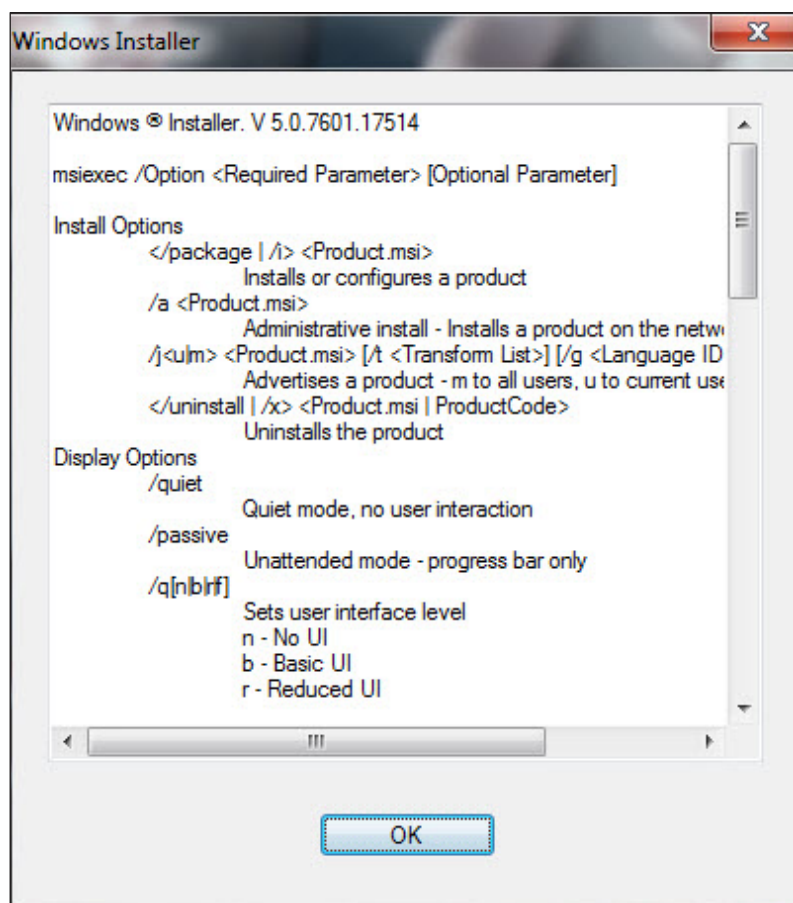 Windows Installer
Windows ® Installer. V 5.0.7601.17514
msiexec /Option <Required Parameter> [Optional Parameter]
Install Options
</package | /i> <Product.msi>
Installs or configures a product
/a <Product.msi>
Administrative install - Installs a product on the netw
/j<u|m> <Product.msi> [/t <Transform List>] [/g <Language ID
Advertises a product - m to all users, u to current use
</uninstall | /x> <Product.msi | ProductCode>
Uninstalls the product
Display Options
/quiet
Quiet mode, no user interaction
/passive
Unattended mode - progress bar only
/q[n|b|r|f]
Sets user interface level
n - No UI
b - Basic UI
r - Reduced UI
OK